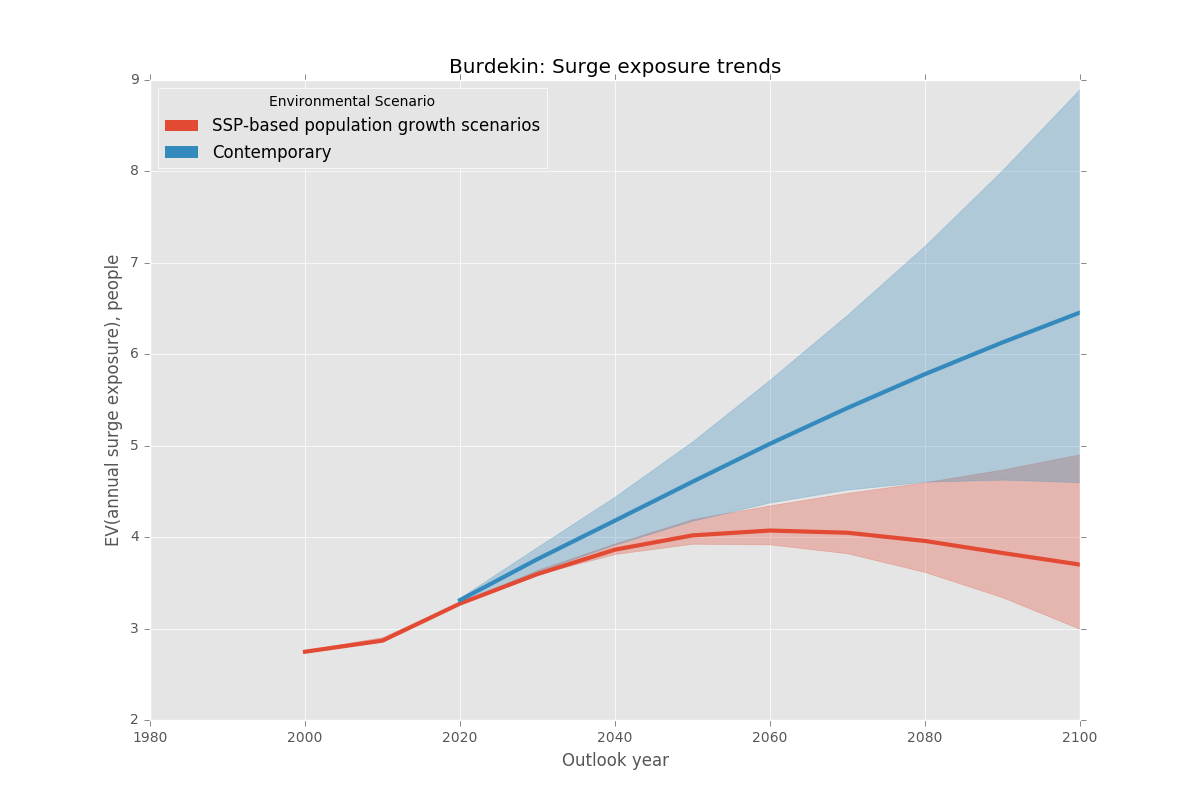 Burdekin: Surge exposure trends
Environmental Scenario
SSP-based population growth scenarios
Contemporary
EV(annual surge exposure), people
9
8
7
6
5
4
3
2
1980 2000 2020 2040 2060 2080 2100
Outlook year